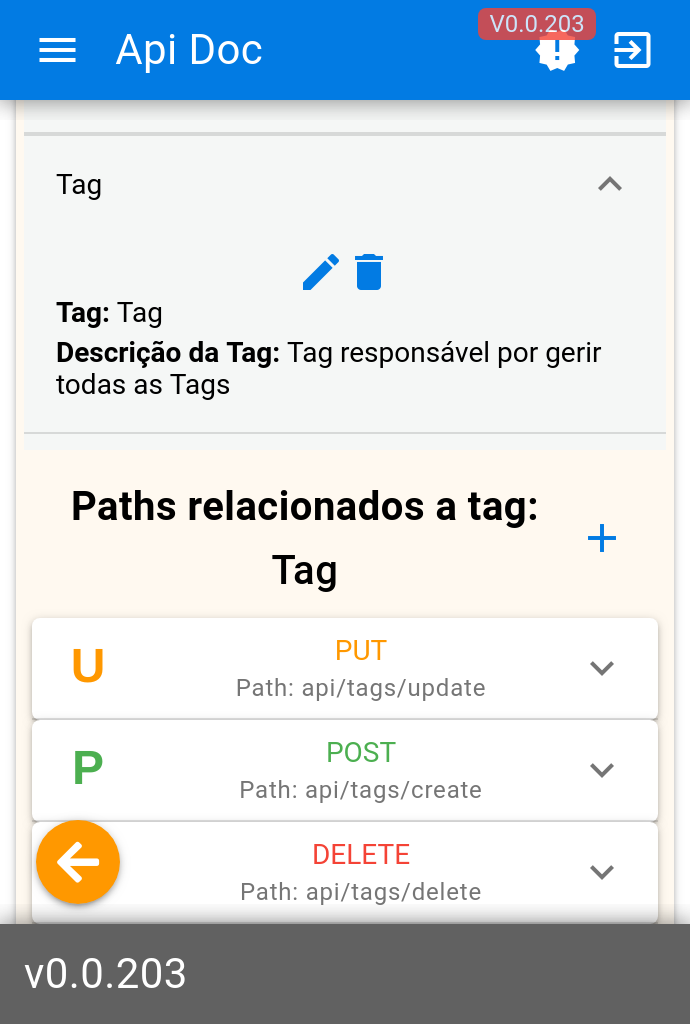 V0.0.203
Api Doc
Tag
Tag: Tag
Descrição da Tag: Tag responsável por gerir
todas as Tags
Paths relacionados a tag:
Tag
U
PUT
Path: api/tags/update
P
POST
Path: api/tags/create
DELETE
Path: api/tags/delete
v0.0.203